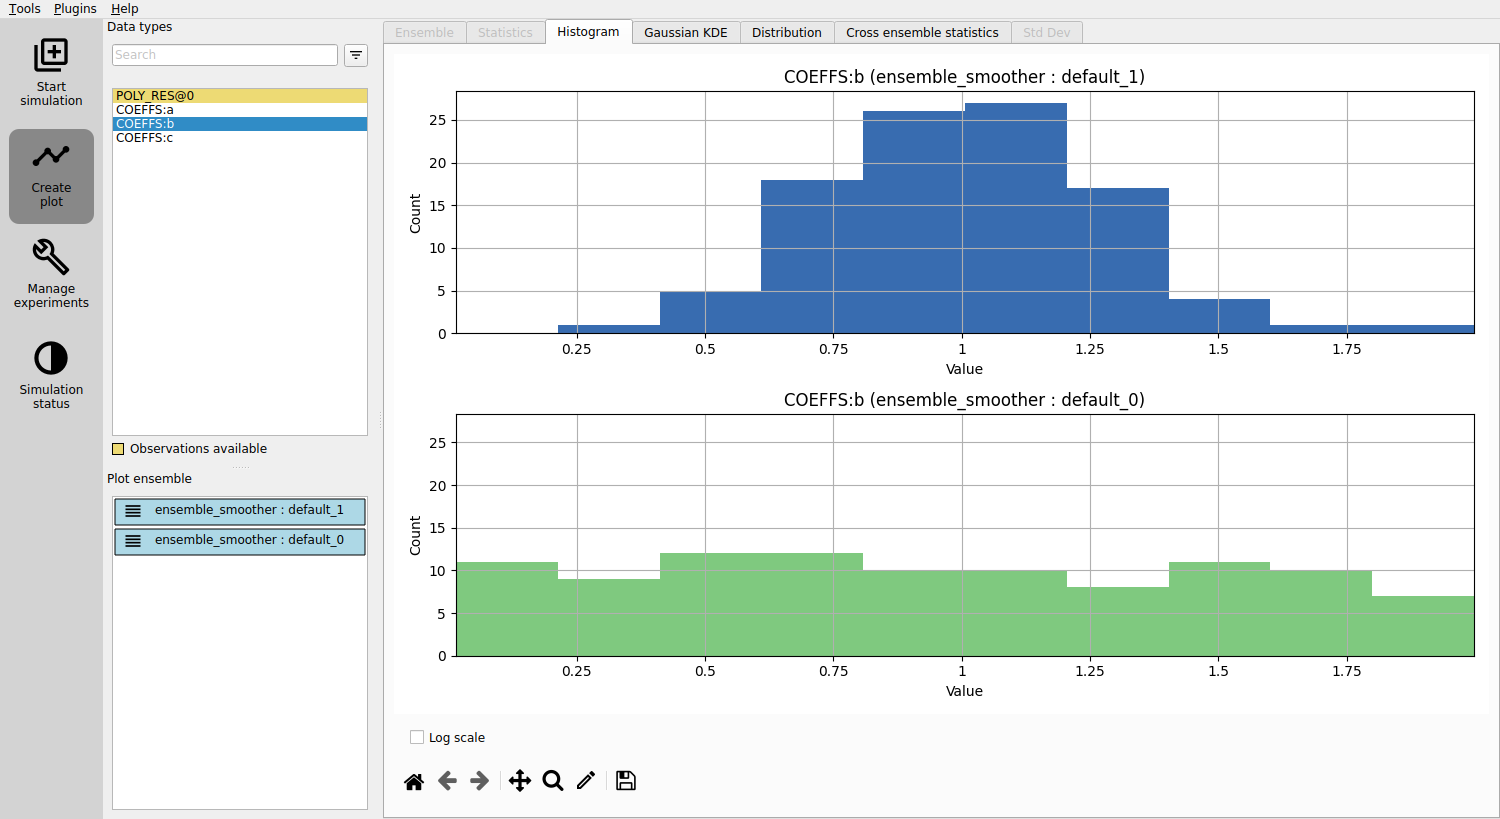 Tools Plugins Help
Start
simulation
Create
plot
Manage
experiments
Simulation
status
Data types
Search
POLY_RES@0
COEFFS:a
COEFFS:b
COEFFS:c
Observations available
Plot ensemble
ensemble_smoother : default_1
ensemble_smoother : default_0
Ensemble Statistics Histogram Gaussian KDE Distribution Cross ensemble statistics Std Dev
COEFFS:b (ensemble_smoother : default_1)
25
20
15
10
5
0
Count
0.25 0.5 0.75 1 1.25 1.5 1.75
Value
COEFFS:b (ensemble_smoother : default_0)
25
20
15
10
5
0
Count
0.25 0.5 0.75 1 1.25 1.5 1.75
Value
Log scale